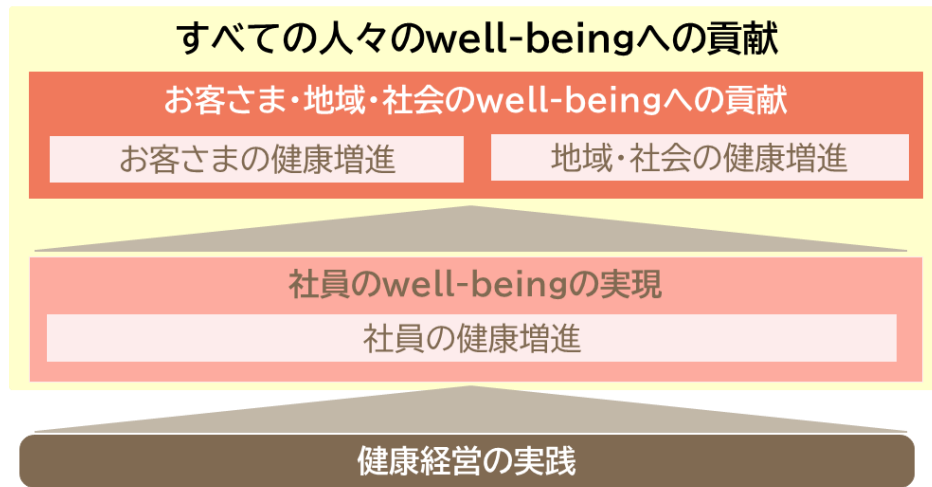 すべての人々のwell-beingへの貢献
お客さま・地域・社会のwell-beingへの貢献
お客さまの健康増進
地域・社会の健康増進
社員のwell-beingの実現
社員の健康増進
健康経営の実践